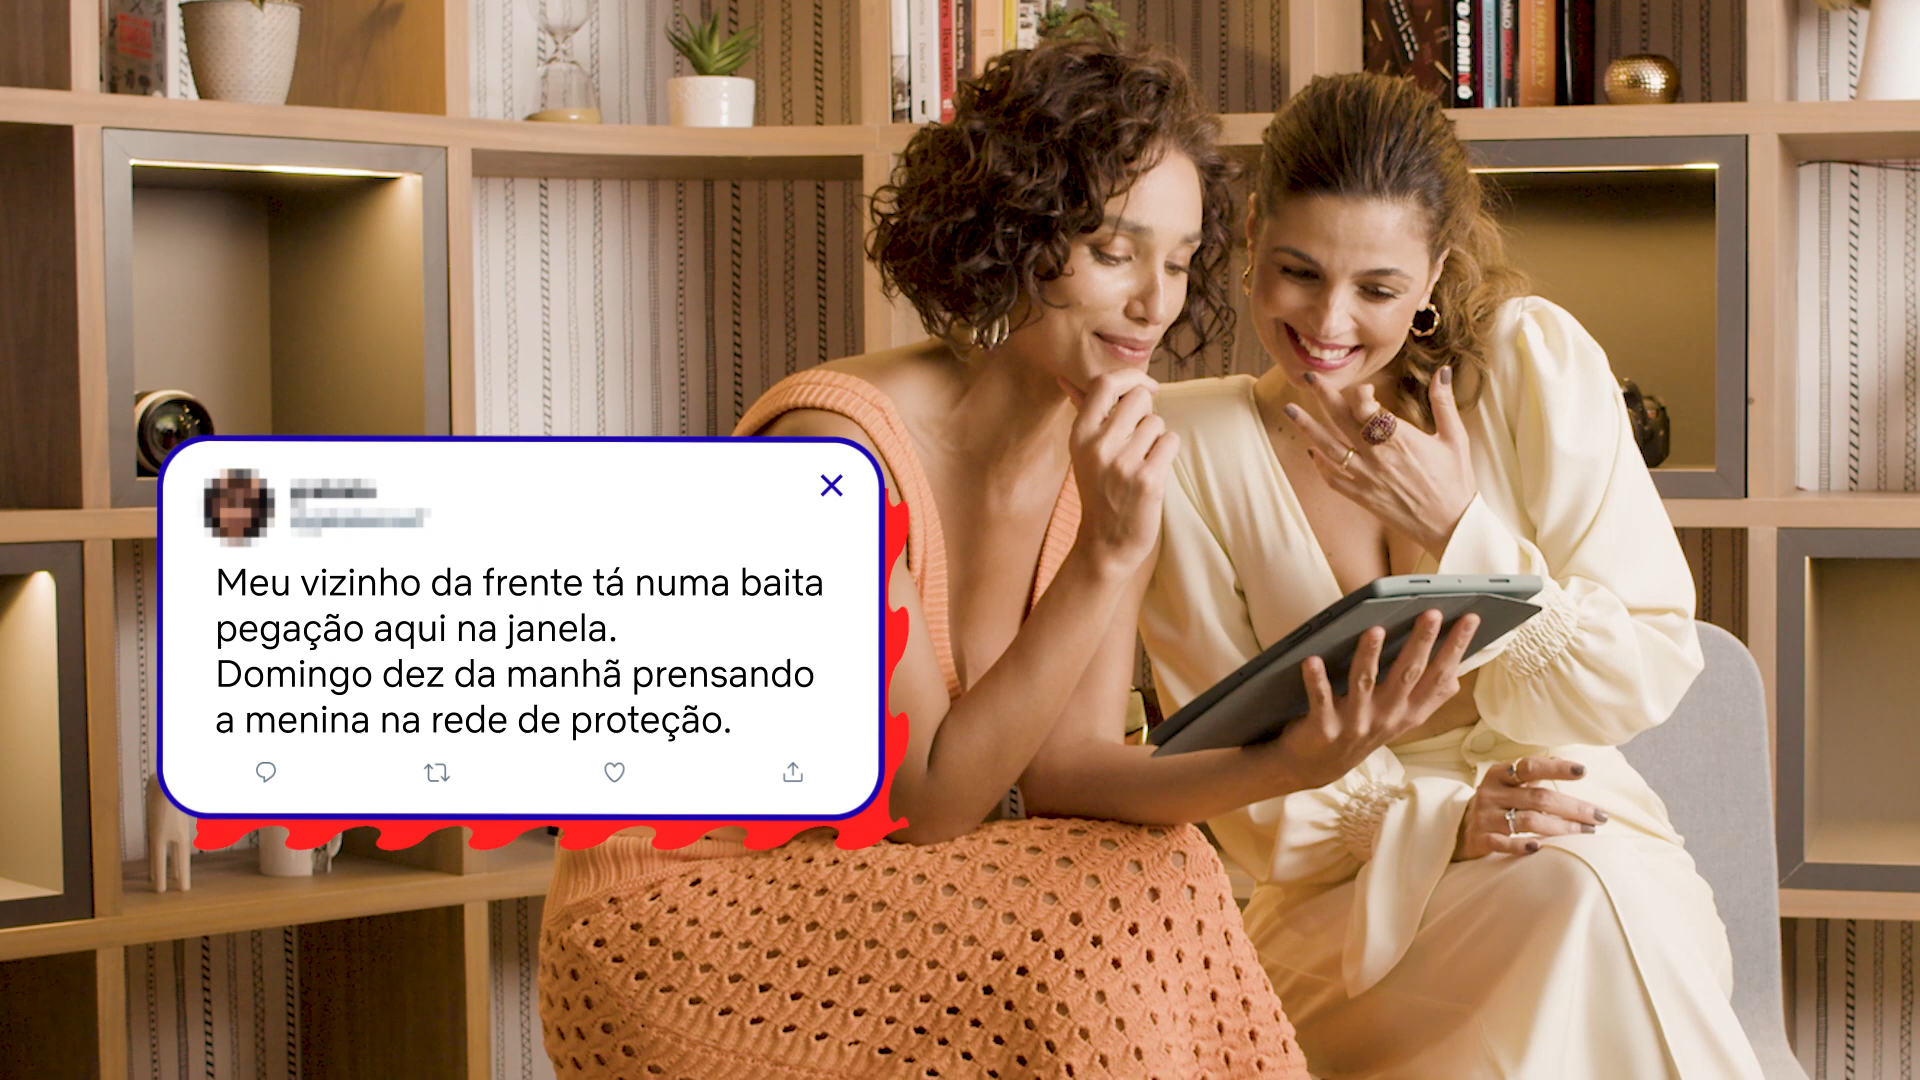 Meu vizinho da frente tá numa baita
pegação aqui na janela.
Domingo dez da manhã prensando
a menina na rede de proteção.